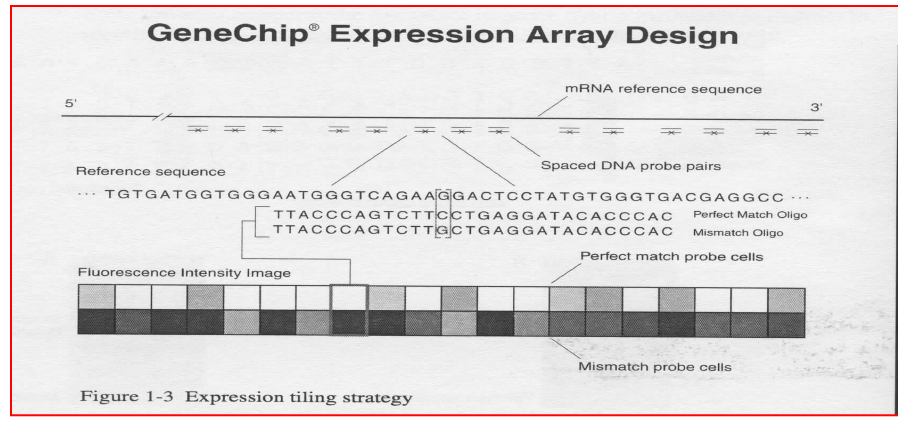 GeneChip® Expression Array Design
mRNA reference sequence
5'
3'
Spaced DNA probe pairs
Reference sequence
··· TGTGATGGTGGGAATGGGTCAGAAGGACTCCTATGTGGGTGACGAGGCC ···
TTACCCAGTCTTCCTGAGGATACACCCAC Perfect Match Oligo
TTACCCAGTCTTGCTGAGGATACACCCAC Mismatch Oligo
Perfect match probe cells
Fluorescence Intensity Image
Mismatch probe cells
Figure 1-3 Expression tiling strategy